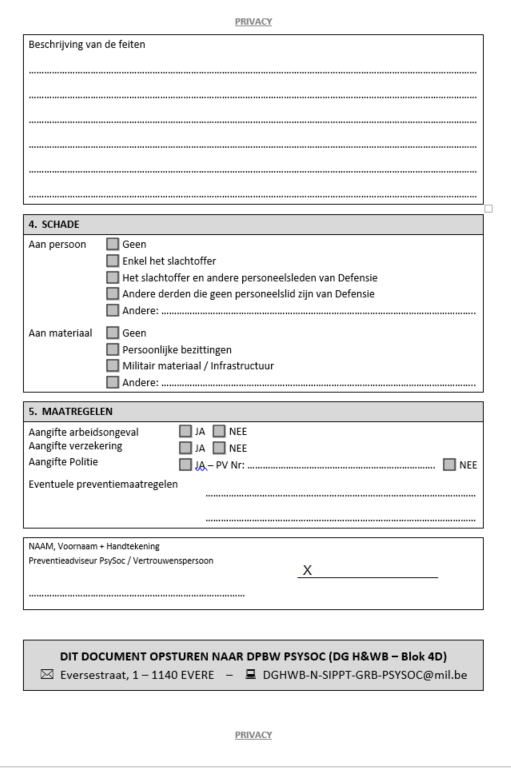 PRIVACY
Beschrijving van de feiten
4. SCHADE
Aan persoon Geen
Enkel het slachtoffer
Het slachtoffer en andere personeelsleden van Defensie
Andere derden die geen personeelslid zijn van Defensie
Andere: ........
Aan materiaal Geen
Persoonlijke bezittingen
Militair materiaal / Infrastructuur
Andere: ........
5. MAATREGELEN
Aangifte arbeidsongeval JA NEE
Aangifte verzekering JA NEE
Aangifte Politie JA – PV Nr: ........ NEE
Eventuele preventiemaatregelen
NAAM, Voornaam + Handtekening
Preventieadviseur PsySoc / Vertrouwenspersoon
X
DIT DOCUMENT OPSTUREN NAAR DPBW PSYSOC (DG H&WB – Blok 4D)
Eversestraat, 1 – 1140 EVERE – DGHWB-N-SIPPT-GRB-PSYSOC@mil.be
PRIVACY